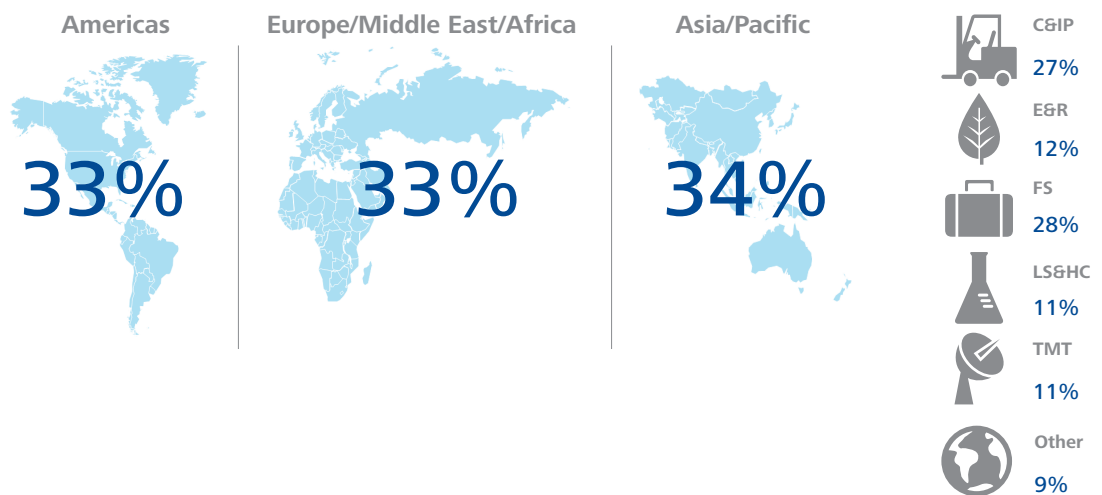 Americas
33%
Europe/Middle East/Africa
33%
Asia/Pacific
34%
C&IP
27%
E&R
12%
FS
28%
LS&HC
11%
TMT
11%
Other
9%